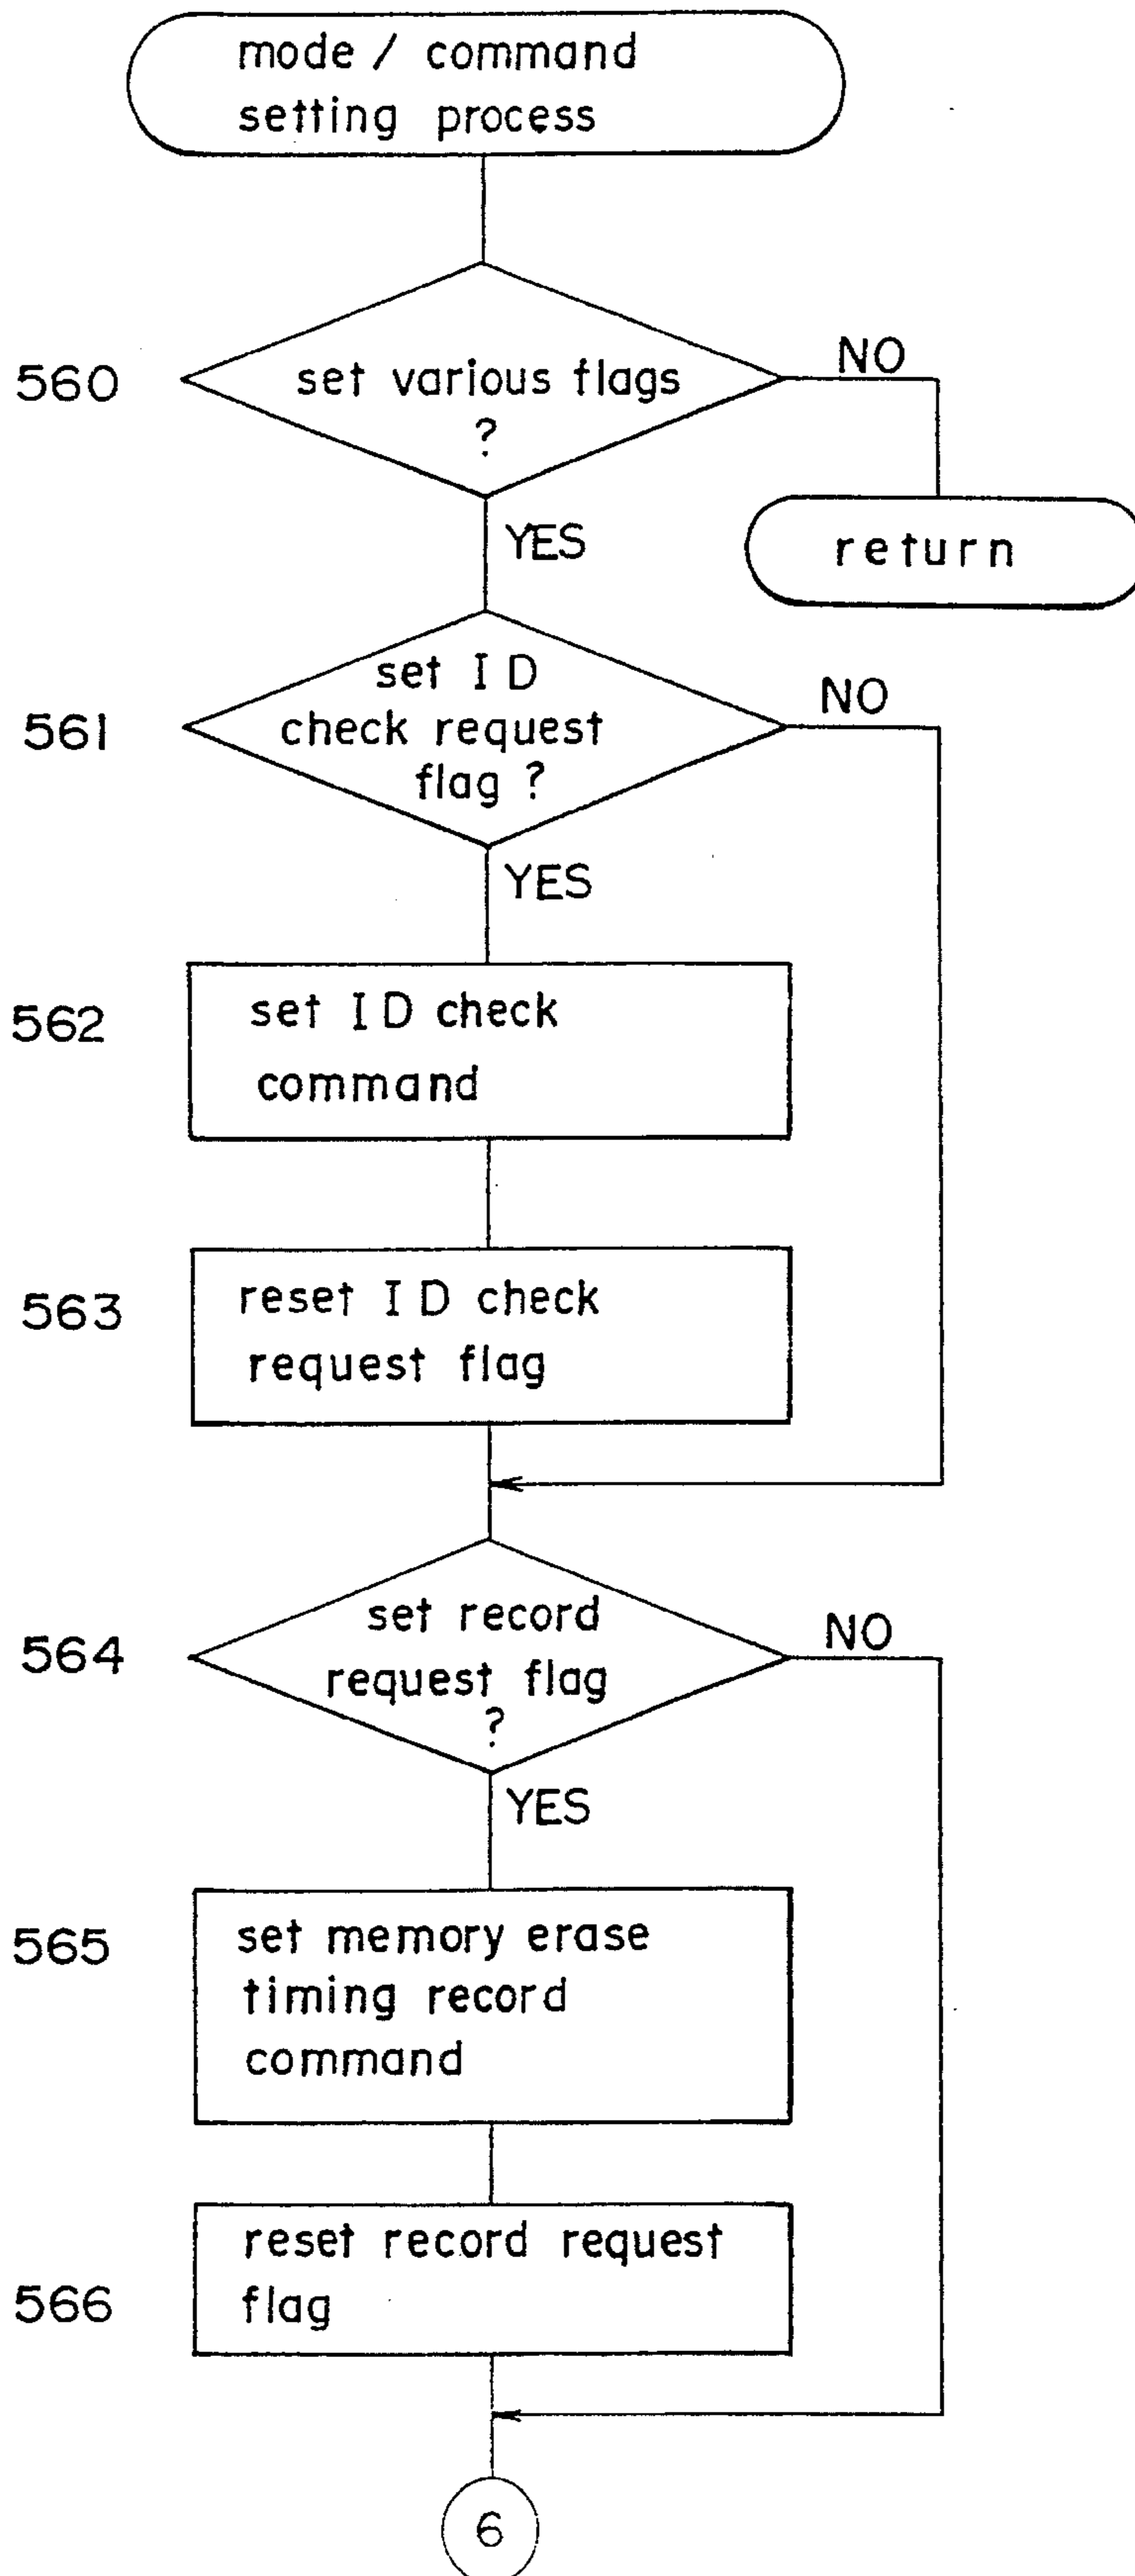 mode / command
setting process
560
set various flags
?
NO
YES
return
561
set ID
check request
flag ?
NO
YES
562
set ID check
command
563
reset ID check
request flag
564
set record
request flag
?
NO
YES
565
set memory erase
timing record
command
566
reset record request
flag
6